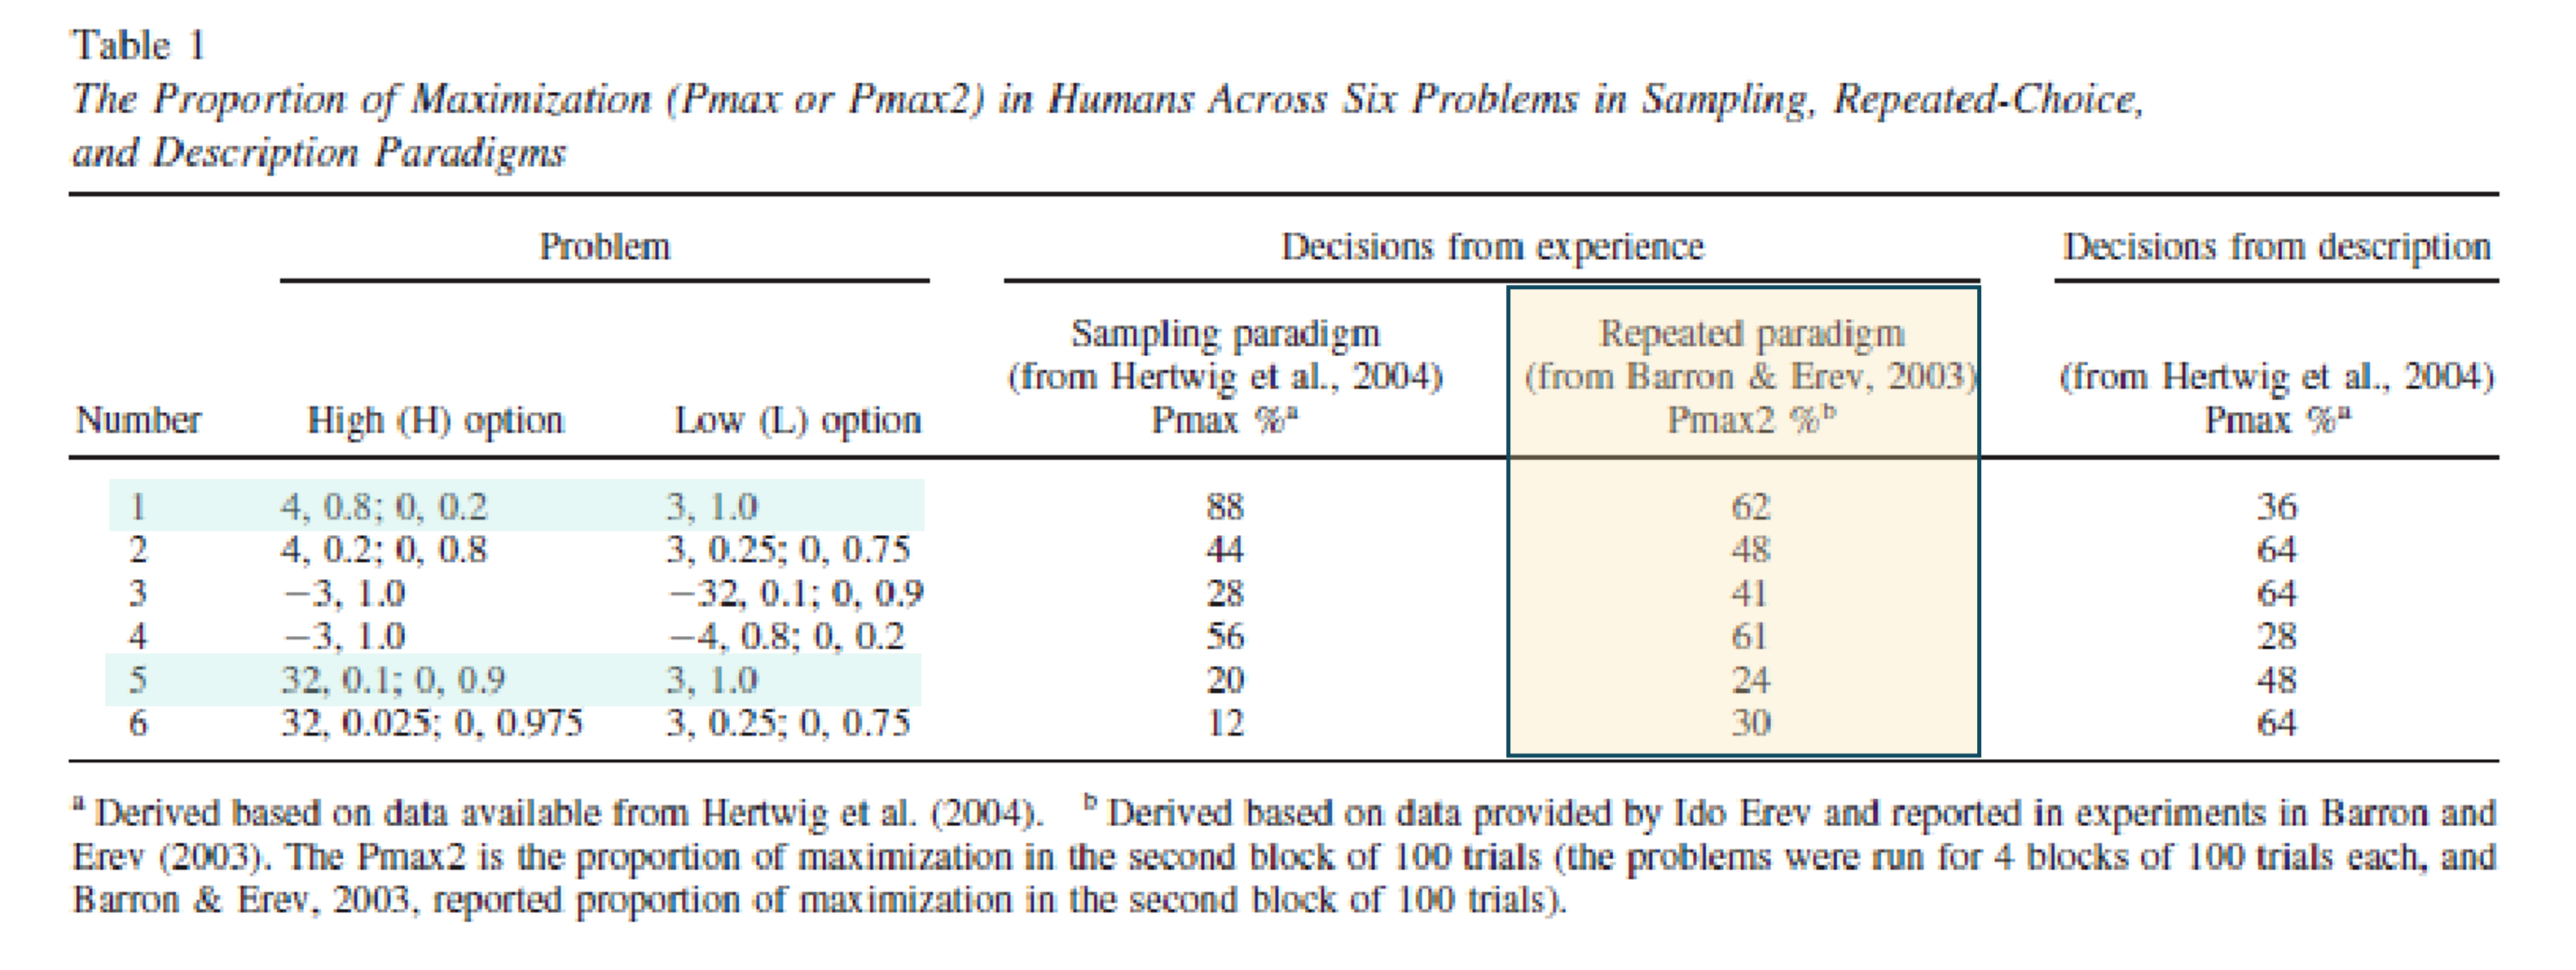 Table 1
The Proportion of Maximization (Pmax or Pmax2) in Humans Across Six Problems in Sampling, Repeated-Choice,
and Description Paradigms
Problem Decisions from experience Decisions from description
Sampling paradigm Repeated paradigm
(from Hertwig et al., 2004) (from Barron & Erev, 2003) (from Hertwig et al., 2004)
Number High (H) option Low (L) option Pmax %a Pmax2 %b Pmax %a
1 4, 0.8; 0, 0.2 3, 1.0 88 62 36
2 4, 0.2; 0, 0.8 3, 0.25; 0, 0.75 44 48 64
3 −3, 1.0 −32, 0.1; 0, 0.9 28 41 64
4 −3, 1.0 −4, 0.8; 0, 0.2 56 61 28
5 32, 0.1; 0, 0.9 3, 1.0 20 24 48
6 32, 0.025; 0, 0.975 3, 0.25; 0, 0.75 12 30 64
a Derived based on data available from Hertwig et al. (2004). b Derived based on data provided by Ido Erev and reported in experiments in Barron and
Erev (2003). The Pmax2 is the proportion of maximization in the second block of 100 trials (the problems were run for 4 blocks of 100 trials each, and
Barron & Erev, 2003, reported proportion of maximization in the second block of 100 trials).